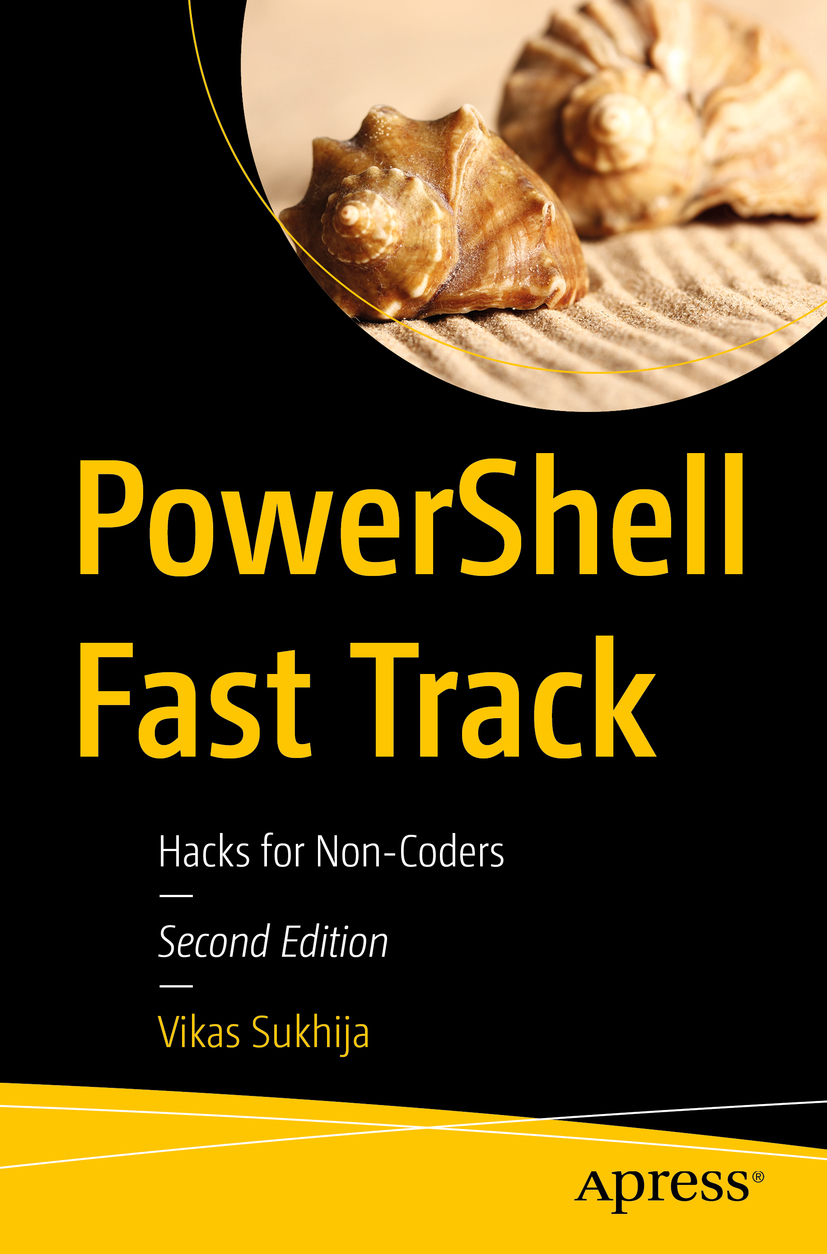 PowerShell
Fast Track
Hacks for Non-Coders
—
Second Edition
—
Vikas Sukhija
Apress®